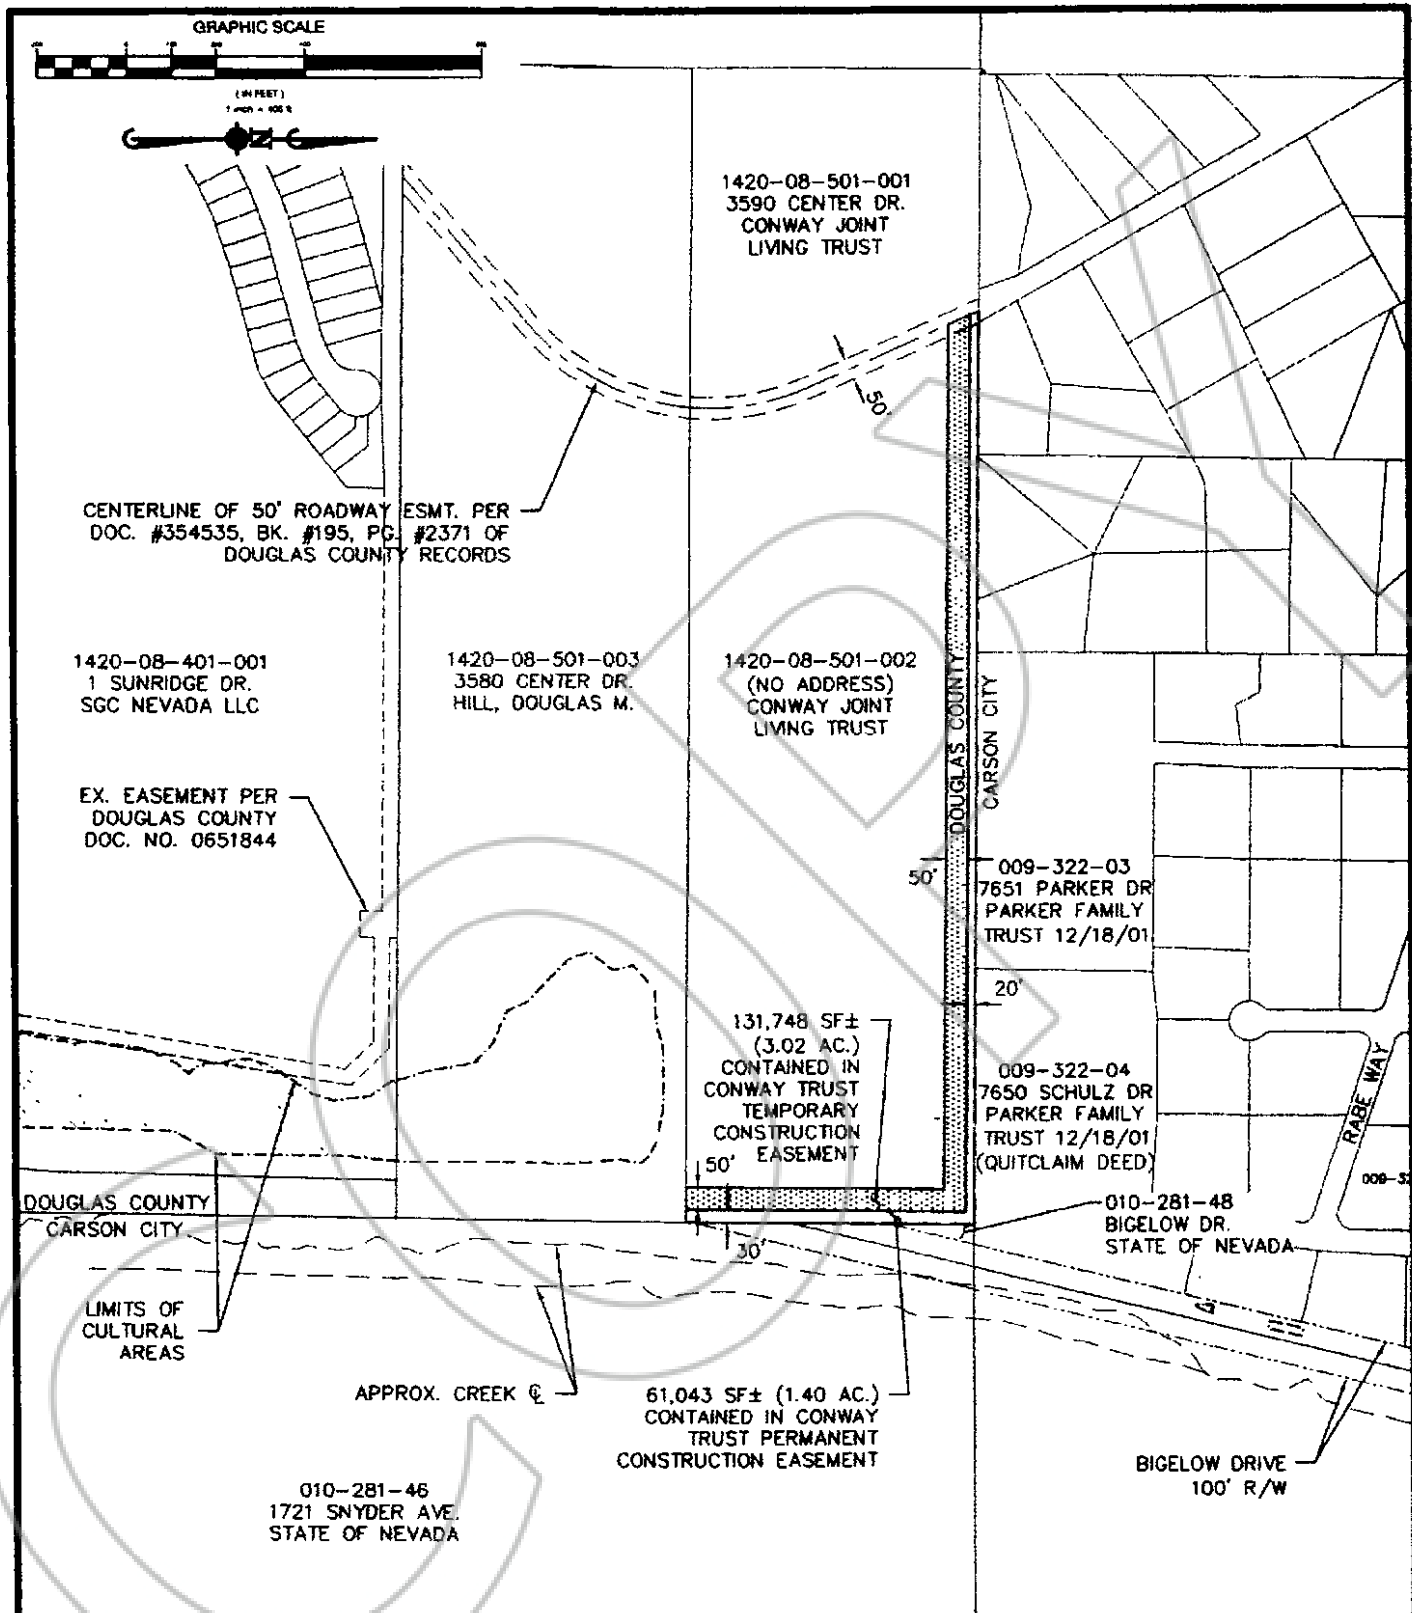 GRAPHIC SCALE
( IN FEET )
N
1420-08-501-001
3590 CENTER DR.
CONWAY JOINT
LIVING TRUST
50'
CENTERLINE OF 50' ROADWAY ESMT. PER
DOC. #354535, BK. #195, PG. #2371 OF
DOUGLAS COUNTY RECORDS
1420-08-401-001
1 SUNRIDGE DR.
SGC NEVADA LLC
1420-08-501-003
3580 CENTER DR.
HILL, DOUGLAS M.
1420-08-501-002
(NO ADDRESS)
CONWAY JOINT
LIVING TRUST
DOUGLAS COUNTY
CARSON CITY
EX. EASEMENT PER
DOUGLAS COUNTY
DOC. NO. 0651844
50'
009-322-03
7651 PARKER DR
PARKER FAMILY
TRUST 12/18/01
20'
131,748 SF±
(3.02 AC.)
CONTAINED IN
CONWAY TRUST
TEMPORARY
CONSTRUCTION
EASEMENT
009-322-04
7650 SCHULZ DR
PARKER FAMILY
TRUST 12/18/01
(QUITCLAIM DEED)
RABE WAY
50'
30'
DOUGLAS COUNTY
CARSON CITY
010-281-48
BIGELOW DR.
STATE OF NEVADA
LIMITS OF
CULTURAL
AREAS
APPROX. CREEK ℄
61,043 SF± (1.40 AC.)
CONTAINED IN CONWAY
TRUST PERMANENT
CONSTRUCTION EASEMENT
BIGELOW DRIVE
100' R/W
010-281-46
1721 SNYDER AVE.
STATE OF NEVADA
COPY